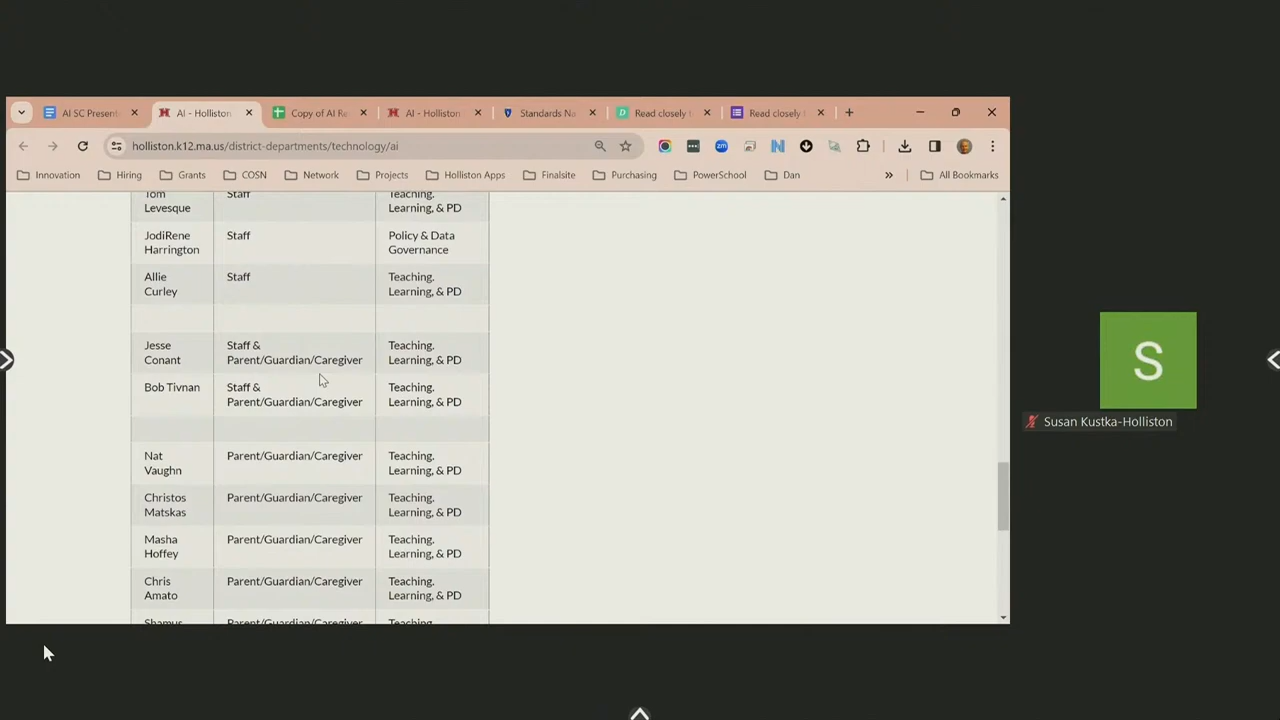 AI SC Present
AI - Holliston
Copy of AI Re
AI - Holliston
Standards Na
Read closely
Read closely
holliston.k12.ma.us/district-departments/technology/ai
Innovation
Hiring
Grants
COSN
Network
Projects
Holliston Apps
Finalsite
Purchasing
PowerSchool
Dan
»
All Bookmarks
Tom Staff Teaching,
Levesque Learning, & PD
JodiRene Staff Policy & Data
Harrington Governance
Allie Staff Teaching,
Curley Learning, & PD
Jesse Staff & Teaching,
Conant Parent/Guardian/Caregiver Learning, & PD
Bob Tivnan Staff & Teaching,
Parent/Guardian/Caregiver Learning, & PD
Nat Parent/Guardian/Caregiver Teaching,
Vaughn Learning, & PD
Christos Parent/Guardian/Caregiver Teaching,
Matskas Learning, & PD
Masha Parent/Guardian/Caregiver Teaching,
Hoffey Learning, & PD
Chris Parent/Guardian/Caregiver Teaching,
Amato Learning, & PD
Shamus Parent/Guardian/Caregiver Teaching,
S
Susan Kustka-Holliston